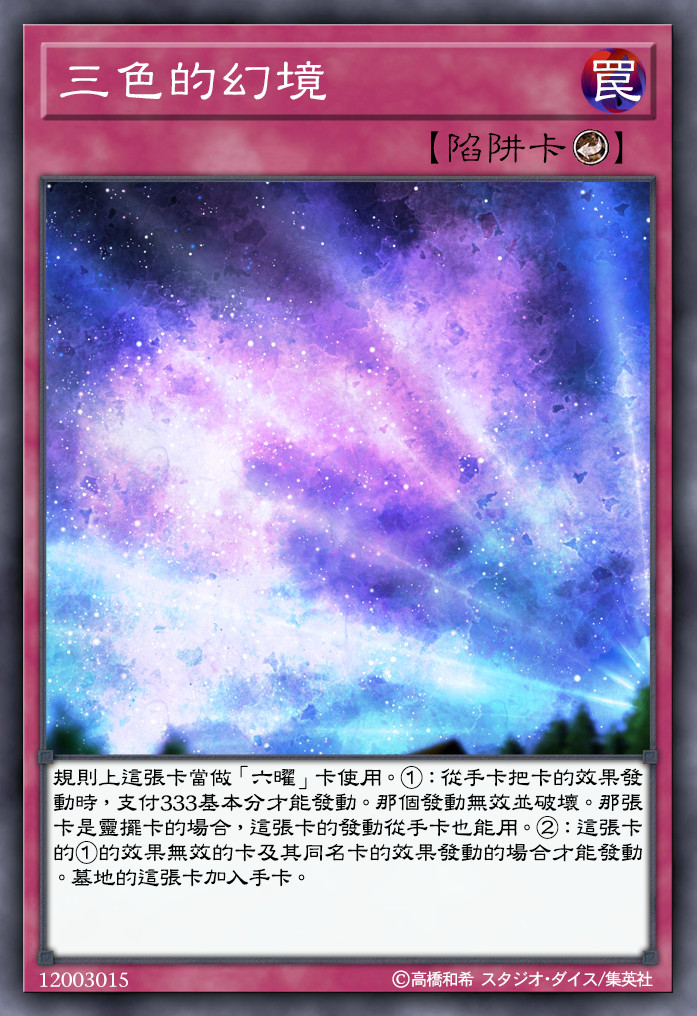 三色的幻境
罠
【陷阱卡】
規則上這張卡當做「六曜」卡使用。①：從手卡把卡的效果發
動時，支付333基本分才能發動。那個發動無效並破壞。那張
卡是靈擺卡的場合，這張卡的發動從手卡也能用。②：這張卡
的①的效果無效的卡及其同名卡的效果發動的場合才能發動
。墓地的這張卡加入手卡。
12003015
©高橋和希 スタジオ・ダイス/集英社